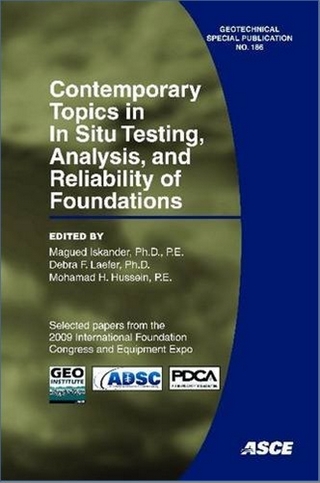 GEOTECHNICAL
SPECIAL PUBLICATION
NO. 186
Contemporary
Topics in
In Situ Testing,
Analysis, and
Reliability of
Foundations
EDITED BY
Magued Iskander, Ph.D., P.E.
Debra F. Laefer, Ph.D.
Mohamad H. Hussein, P.E.
Selected papers from the
2009 International Foundation
Congress and Equipment Expo
GEO
INSTITUTE
ADSC
PDCA
ASCE